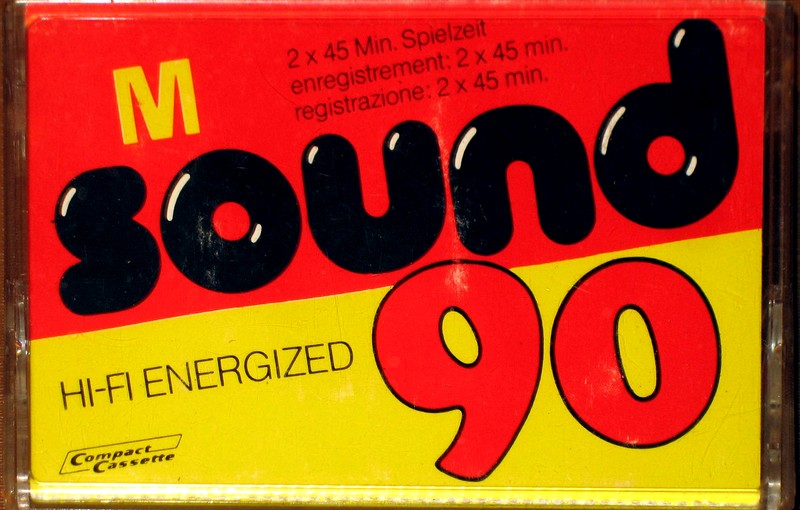 M
2 x 45 Min. Spielzeit
enregistrement: 2 x 45 min.
registrazione: 2 x 45 min.
sound
90
HI-FI ENERGIZED
Compact
Cassette